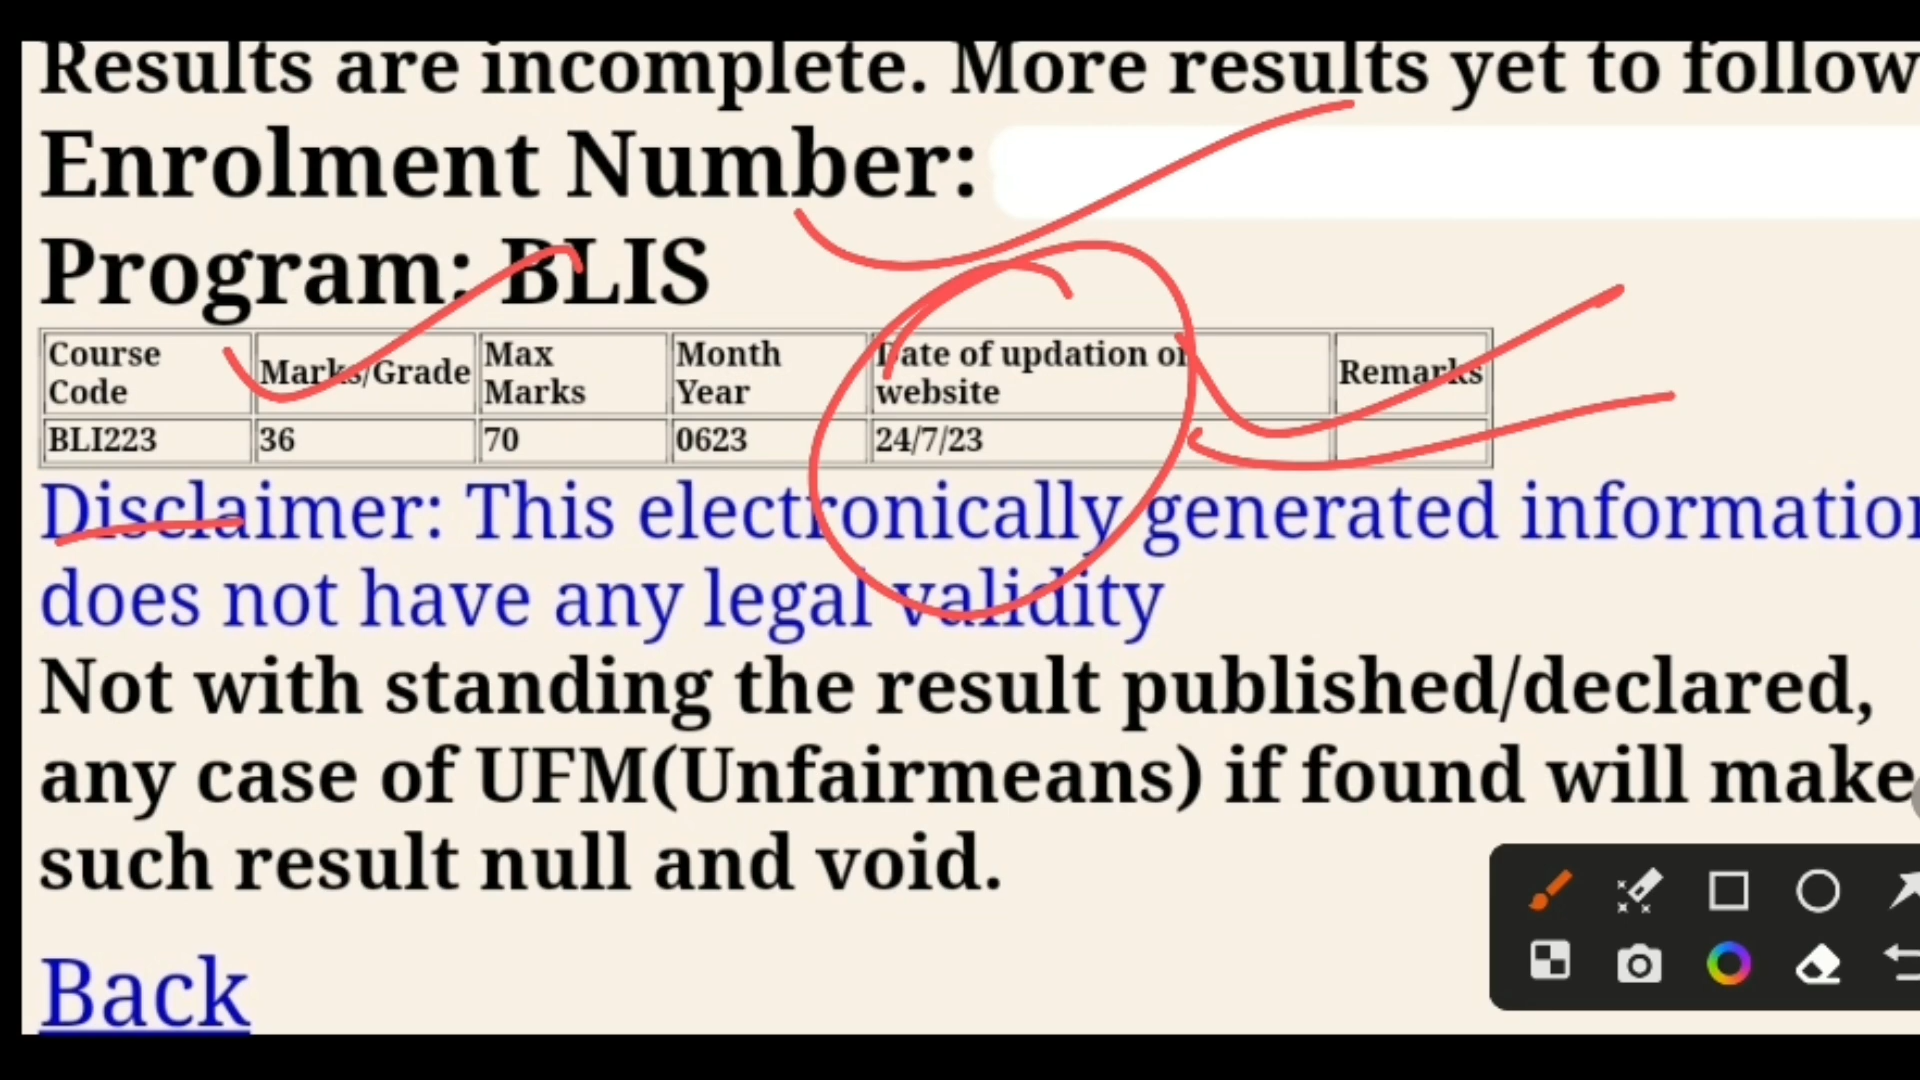 Results are incomplete. More results yet to follow
Enrolment Number:
Program: BLIS
Course Code Marks/Grade Max Marks Month Year Date of updation on website Remarks
BLI223 36 70 0623 24/7/23
Disclaimer: This electronically generated information
does not have any legal validity
Not with standing the result published/declared,
any case of UFM(Unfairmeans) if found will make
such result null and void.
Back